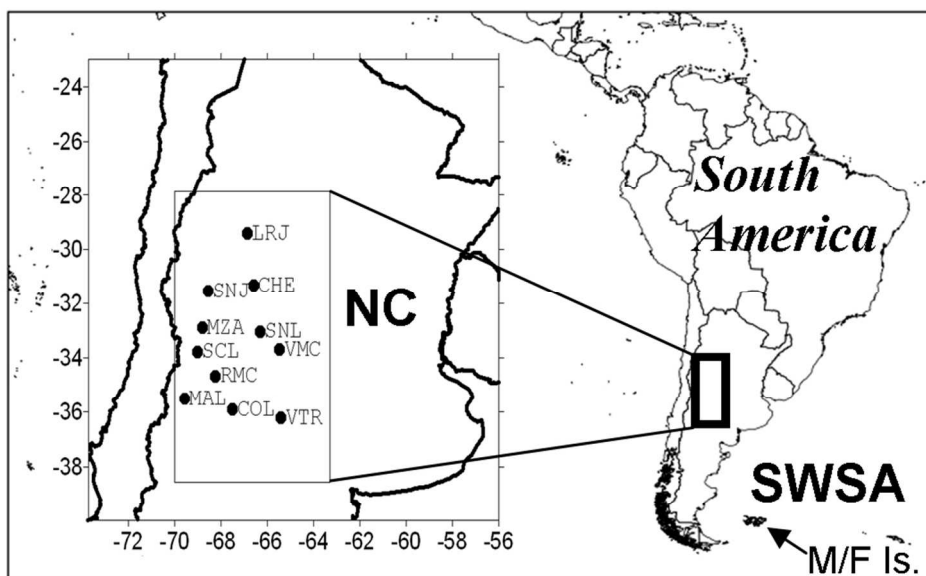 -24
-26
-28
-30
-32
-34
-36
-38
-72 -70 -68 -66 -64 -62 -60 -58 -56
LRJ
CHE
SNJ
MZA
SNL
SCL
VMC
RMC
MAL
COL
VTR
NC
South
America
SWSA
M/F Is.